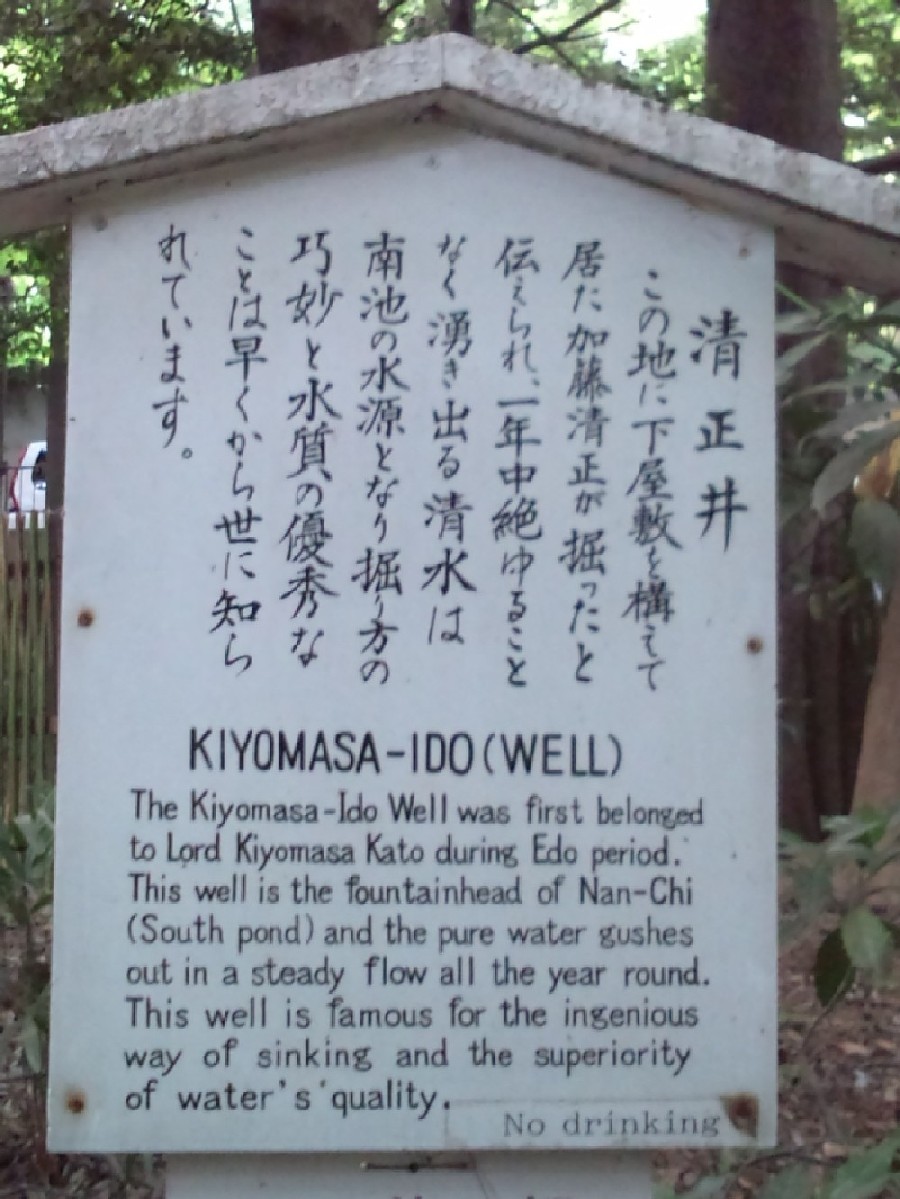 清正井
この地に下屋敷を構えて
居た加藤清正が掘ったと
伝えられ、一年中絶ゆること
なく湧き出る清水は
南池の水源となり掘り方の
巧妙と水質の優秀な
ことは早くから世に知ら
れています。
KIYOMASA-IDO (WELL)
The Kiyomasa-Ido Well was first belonged
to Lord Kiyomasa Kato during Edo period.
This well is the fountainhead of Nan-Chi
(South pond) and the pure water gushes
out in a steady flow all the year round.
This well is famous for the ingenious
way of sinking and the superiority
of water's quality.
No drinking